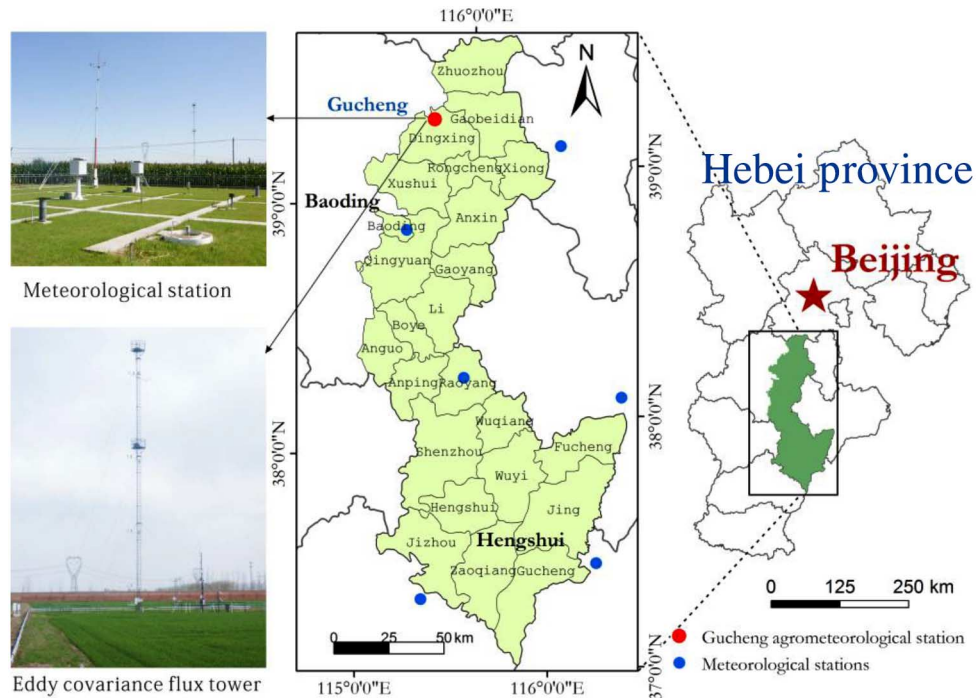 116°0'0"E
N
Zhuozhou
Gucheng
Gaobeidian
Dingxing
Rongcheng
Xiong
Xushui
39°0'0"N
39°0'0"N
Baoding
Anxin
Baoding
Qingyuan
Gaoyang
Meteorological station
Li
Boye
Anguo
Anping
Raoyang
38°0'0"N
38°0'0"N
Wuqiang
Shenzhou
Fucheng
Wuyi
Hengshui
Jing
Jizhou
Hengshui
Zaoqiang
Gucheng
0 25 50 km
37°0'0"N
115°0'0"E
116°0'0"E
Eddy covariance flux tower
Hebei province
Beijing
0 125 250 km
Gucheng agrometeorological station
Meteorological stations